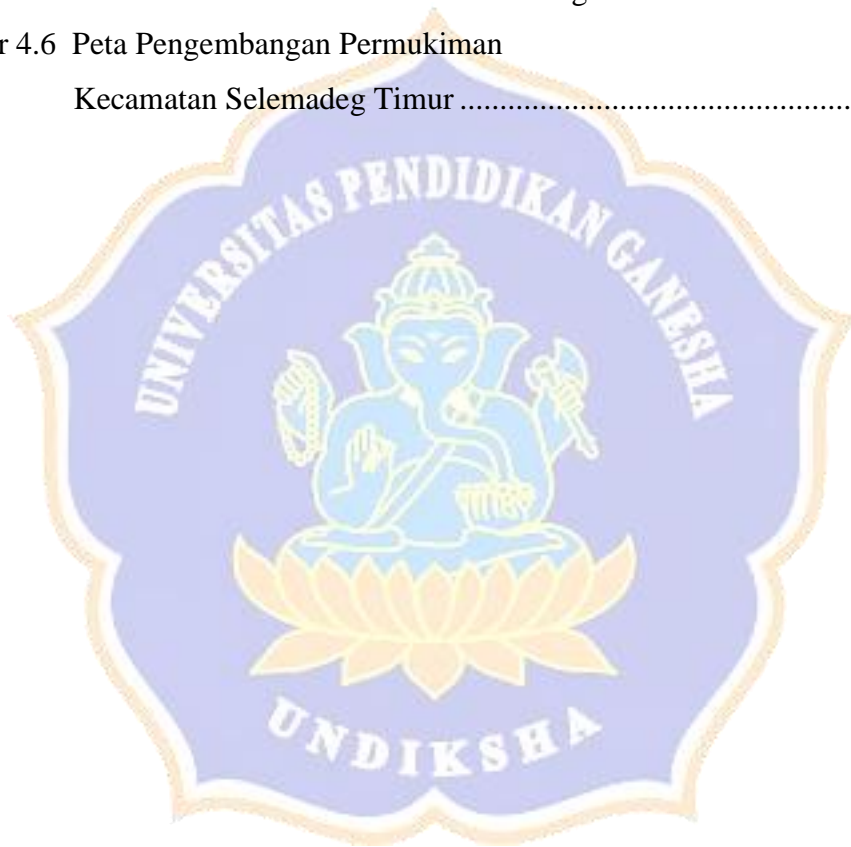 r 4.6 Peta Pengembangan Permukiman
Kecamatan Selemadeg Timur ................................................
UNIVERSITAS PENDIDIKAN GANESHA
UNDIKSHA